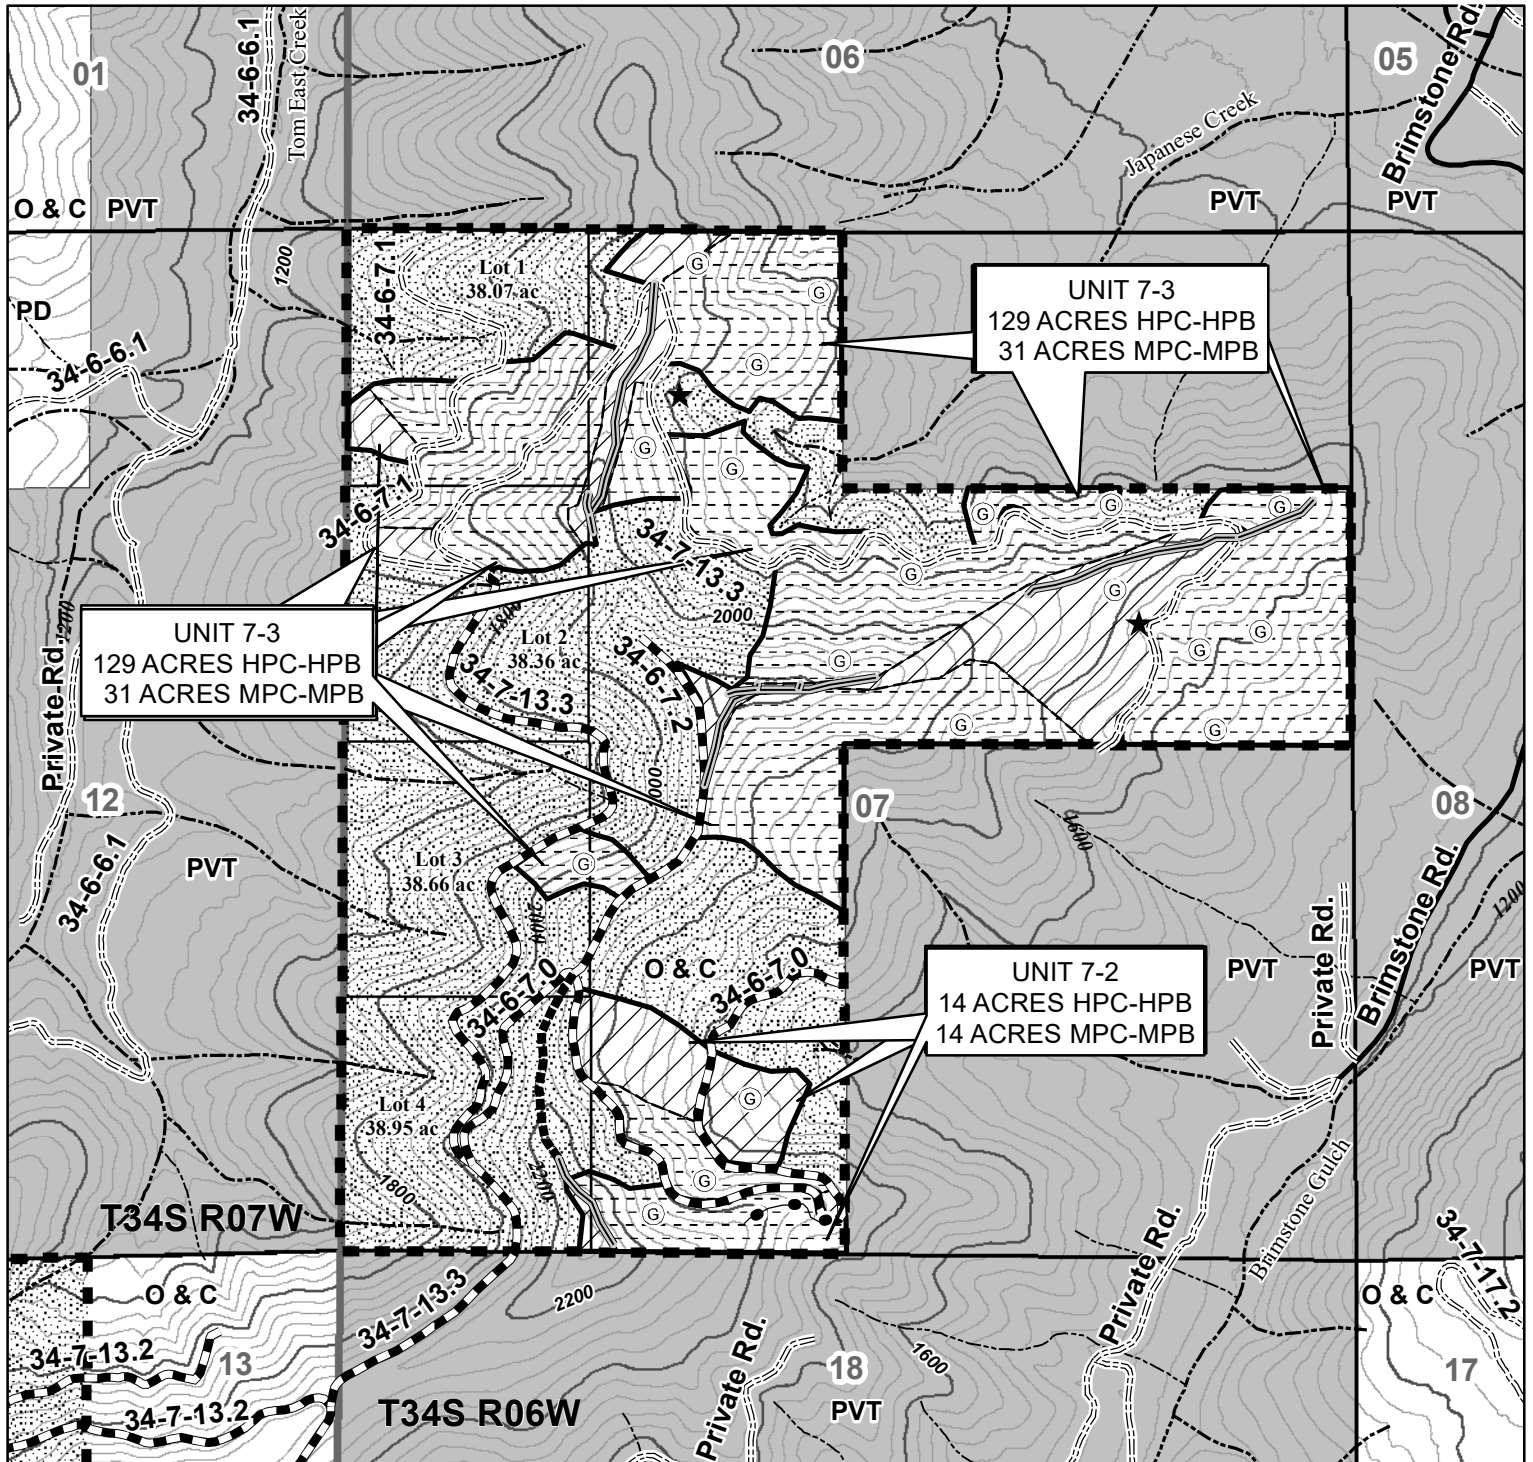 01
34-6-6.1
Tom East Creek
06
05
Brimstone Rd.
Japanese Creek
O & C
PVT
PVT
PVT
1200
34-6-7.1
Lot 1
38.07 ac
G
G
UNIT 7-3
129 ACRES HPC-HPB
31 ACRES MPC-MPB
PD
34-6-6.1
G
G
G
34-6-7.1
34-7-13.3
G
G
G
G
G
1200
1800
2000
UNIT 7-3
129 ACRES HPC-HPB
31 ACRES MPC-MPB
Lot 2
38.36 ac
34-6-7.2
G
G
G
Private Rd.
34-7-13.3
G
G
12
07
08
1600
34-6-6.1
PVT
Lot 3
38.66 ac
G
2000
Private Rd.
Brimstone Rd.
1200
O & C
34-6-7.0
34-6-7.0
PVT
PVT
UNIT 7-2
14 ACRES HPC-HPB
14 ACRES MPC-MPB
Lot 4
38.95 ac
G
G
G
1800
2200
T34S R07W
Brimstone Gulch
Private Rd.
34-7-17.2
O & C
O & C
34-7-13.3
2200
34-7-13.2
13
Private Rd.
18
1600
17
34-7-13.2
T34S R06W
PVT